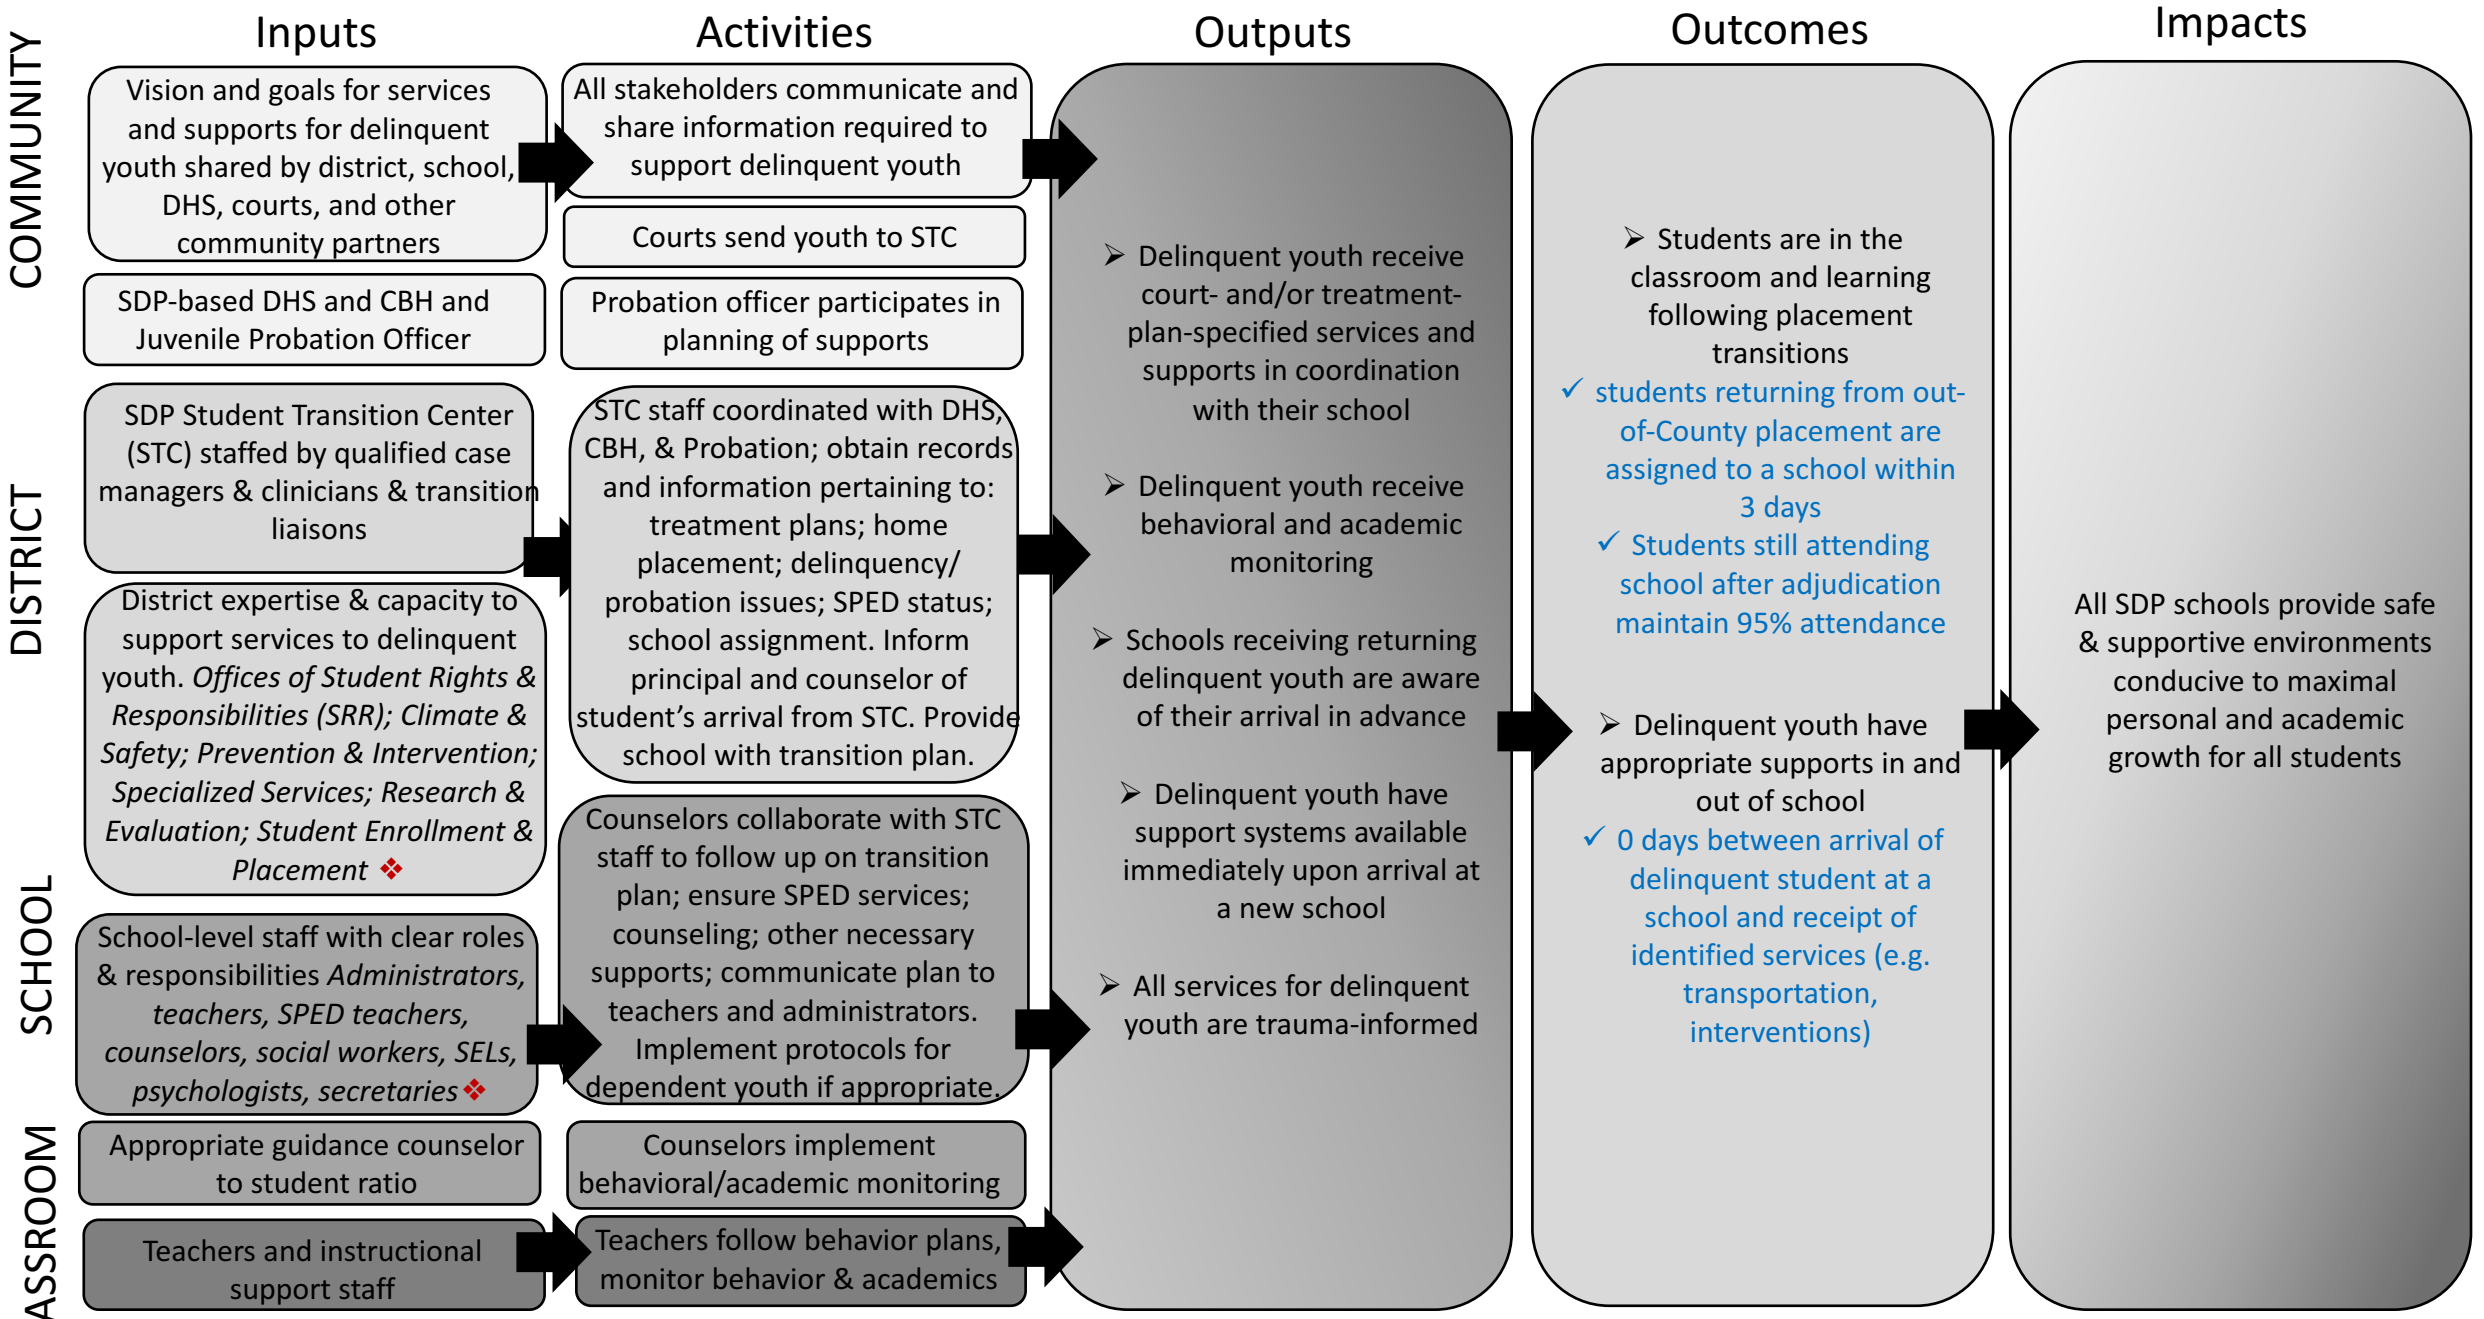 Inputs
Activities
Outputs
Outcomes
Impacts
COMMUNITY
Vision and goals for services
and supports for delinquent
youth shared by district, school,
DHS, courts, and other
community partners
SDP-based DHS and CBH and
Juvenile Probation Officer
All stakeholders communicate and
share information required to
support delinquent youth
Courts send youth to STC
Probation officer participates in
planning of supports
DISTRICT
SDP Student Transition Center
(STC) staffed by qualified case
managers & clinicians & transition
liaisons
District expertise & capacity to
support services to delinquent
youth. Offices of Student Rights &
Responsibilities (SRR); Climate &
Safety; Prevention & Intervention;
Specialized Services; Research &
Evaluation; Student Enrollment &
Placement ❖
STC staff coordinated with DHS,
CBH, & Probation; obtain records
and information pertaining to:
treatment plans; home
placement; delinquency/
probation issues; SPED status;
school assignment. Inform
principal and counselor of
student’s arrival from STC. Provide
school with transition plan.
SCHOOL
School-level staff with clear roles
& responsibilities Administrators,
teachers, SPED teachers,
counselors, social workers, SELs,
psychologists, secretaries ❖
Appropriate guidance counselor
to student ratio
Counselors collaborate with STC
staff to follow up on transition
plan; ensure SPED services;
counseling; other necessary
supports; communicate plan to
teachers and administrators.
Implement protocols for
dependent youth if appropriate.
Counselors implement
behavioral/academic monitoring
ASSROOM
Teachers and instructional
support staff
Teachers follow behavior plans,
monitor behavior & academics
➢ Delinquent youth receive
court- and/or treatment-
plan-specified services and
supports in coordination
with their school
➢ Delinquent youth receive
behavioral and academic
monitoring
➢ Schools receiving returning
delinquent youth are aware
of their arrival in advance
➢ Delinquent youth have
support systems available
immediately upon arrival at
a new school
➢ All services for delinquent
youth are trauma-informed
➢ Students are in the
classroom and learning
following placement
transitions
✓ students returning from out-
of-County placement are
assigned to a school within
3 days
✓ Students still attending
school after adjudication
maintain 95% attendance
➢ Delinquent youth have
appropriate supports in and
out of school
✓ 0 days between arrival of
delinquent student at a
school and receipt of
identified services (e.g.
transportation,
interventions)
All SDP schools provide safe
& supportive environments
conducive to maximal
personal and academic
growth for all students